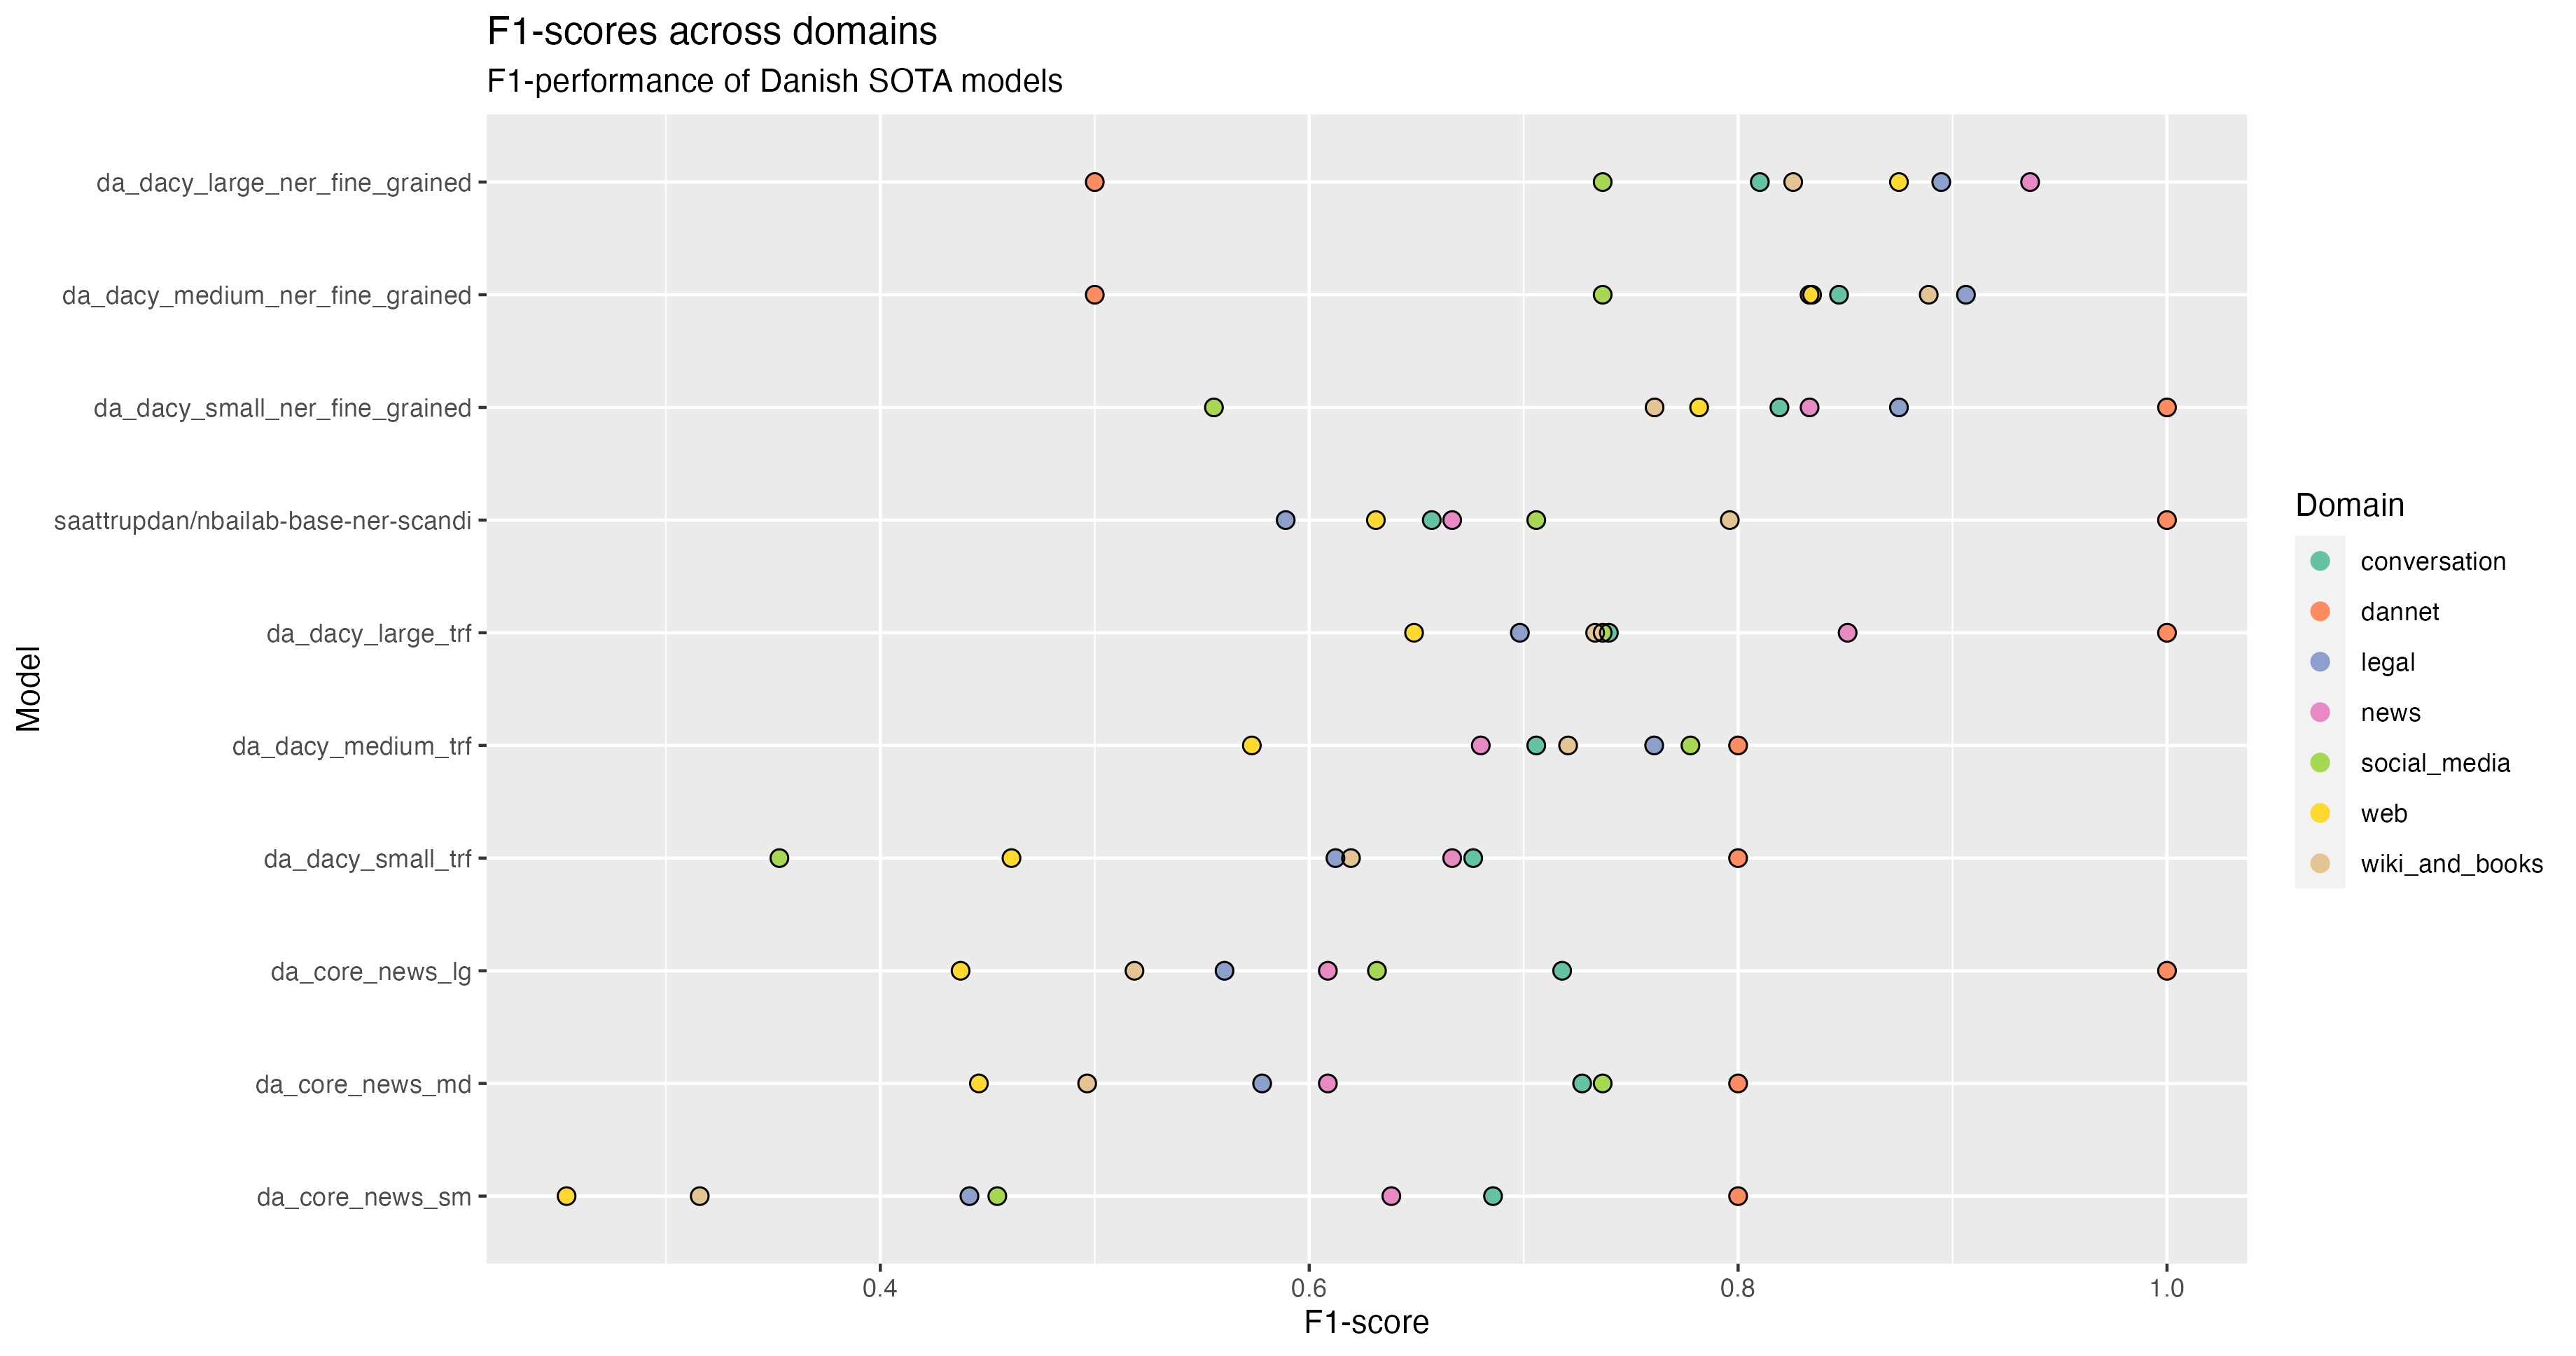 F1-scores across domains
F1-performance of Danish SOTA models
Model
da_dacy_large_ner_fine_grained
da_dacy_medium_ner_fine_grained
da_dacy_small_ner_fine_grained
saattrupdan/nbailab-base-ner-scandi
da_dacy_large_trf
da_dacy_medium_trf
da_dacy_small_trf
da_core_news_lg
da_core_news_md
da_core_news_sm
0.4 0.6 0.8 1.0
F1-score
Domain
conversation
dannet
legal
news
social_media
web
wiki_and_books